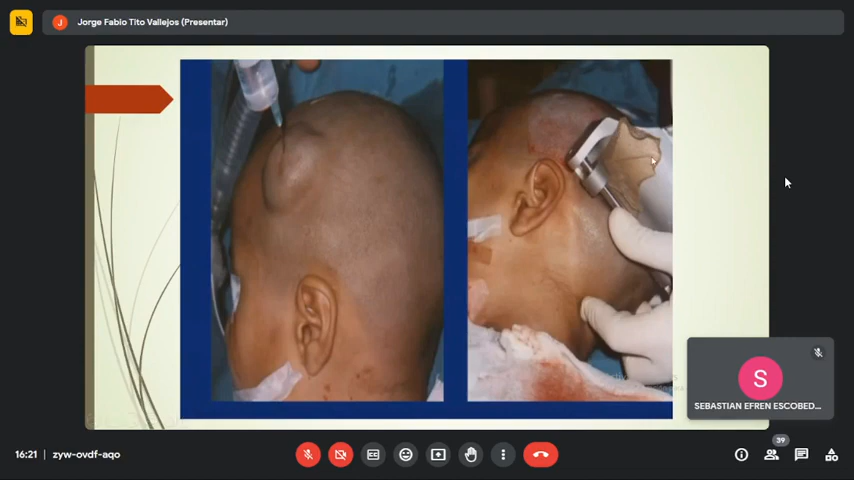 J
Jorge Fabio Tito Vallejos (Presentar)
S
SEBASTIAN EFREN ESCOBED...
39
16:21 | zyw-ovdf-aqo